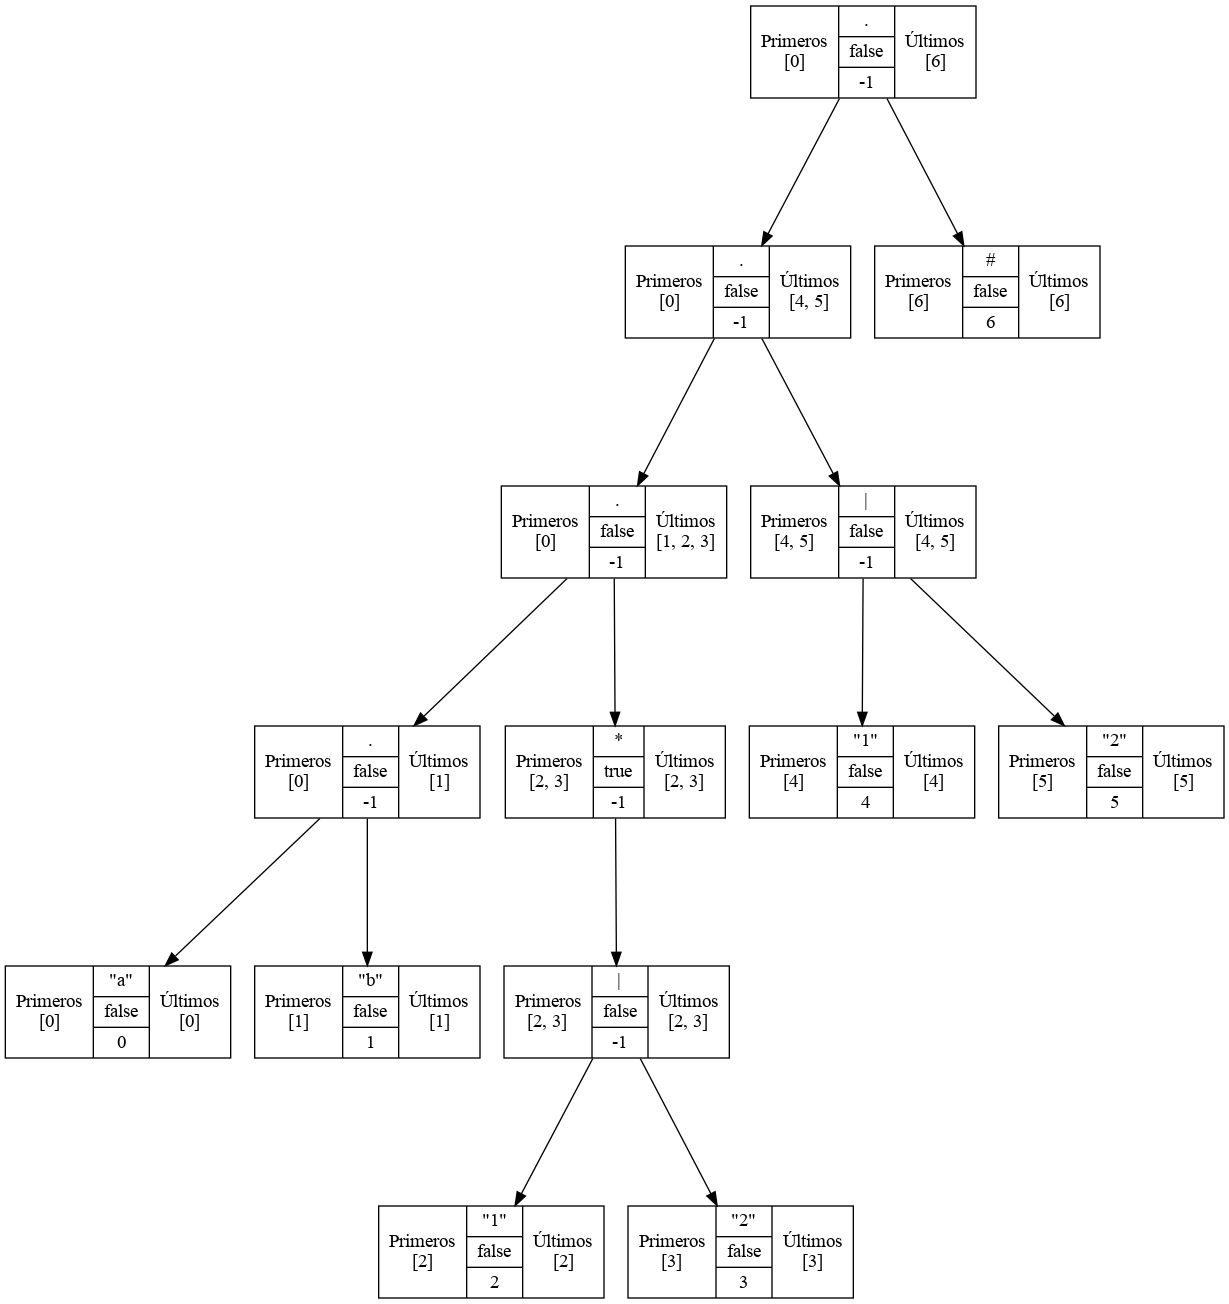 Primeros
[0]
.
false
-1
Últimos
[6]
Primeros
[0]
.
false
-1
Últimos
[4, 5]
Primeros
[6]
#
false
6
Últimos
[6]
Primeros
[0]
.
false
-1
Últimos
[1, 2, 3]
Primeros
[4, 5]
|
false
-1
Últimos
[4, 5]
Primeros
[0]
.
false
-1
Últimos
[1]
Primeros
[2, 3]
*
true
-1
Últimos
[2, 3]
Primeros
[4]
"1"
false
4
Últimos
[4]
Primeros
[5]
"2"
false
5
Últimos
[5]
Primeros
[0]
"a"
false
0
Últimos
[0]
Primeros
[1]
"b"
false
1
Últimos
[1]
Primeros
[2, 3]
|
false
-1
Últimos
[2, 3]
Primeros
[2]
"1"
false
2
Últimos
[2]
Primeros
[3]
"2"
false
3
Últimos
[3]